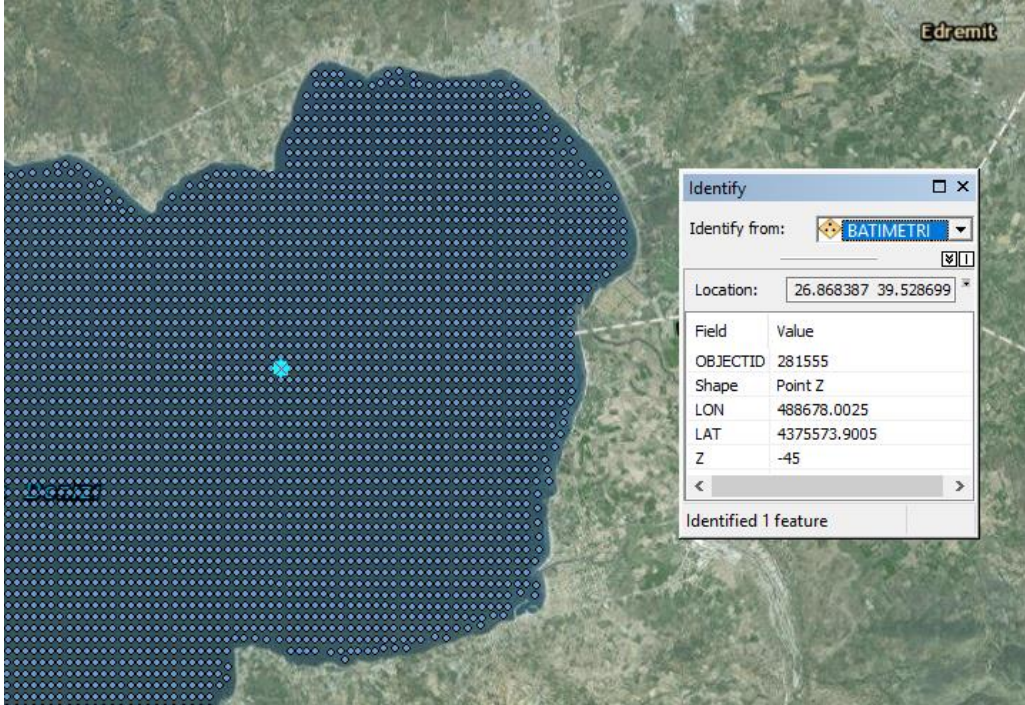 Edremit
Identify
Identify from: BATIMETRI
Location: 26.868387 39.528699
Field Value
OBJECTID 281555
Shape Point Z
LON 488678.0025
LAT 4375573.9005
Z -45
Identified 1 feature